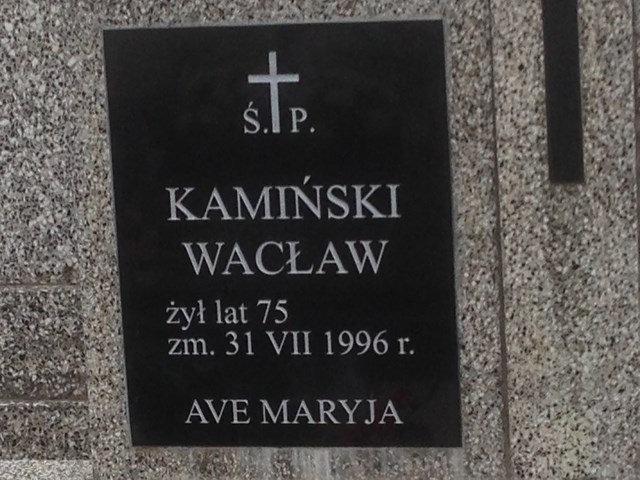 Ś. P.
KAMIŃSKI
WACŁAW
żył lat 75
zm. 31 VII 1996 r.
AVE MARYJA